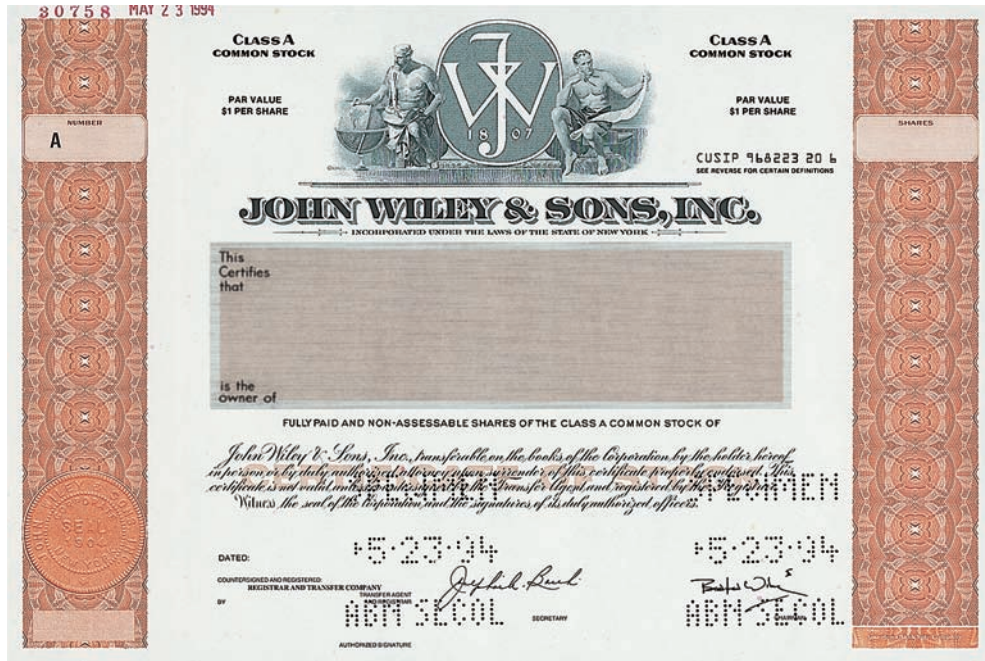 30758 MAY 23 1994
CLASS A
COMMON STOCK
CLASS A
COMMON STOCK
PAR VALUE
$1 PER SHARE
PAR VALUE
$1 PER SHARE
JW
1807
NUMBER
A
SHARES
CUSIP 968223 20 6
SEE REVERSE FOR CERTAIN DEFINITIONS
JOHN WILEY & SONS, INC.
INCORPORATED UNDER THE LAWS OF THE STATE OF NEW YORK
This
Certifies
that
is the
owner of
FULLY PAID AND NON-ASSESSABLE SHARES OF THE CLASS A COMMON STOCK OF
John Wiley & Sons, Inc., transferable on the books of the Corporation by the holder hereof
in person or by duly authorized attorney upon surrender of this certificate properly endorsed. This
certificate is not valid unless countersigned by the Transfer Agent and registered by the Registrar.
Witness the seal of the Corporation and the signatures of its duly authorized officers.
SPECIMEN
SEAL
DATED:
5·23·94
5·23·94
COUNTERSIGNED AND REGISTERED:
REGISTRAR AND TRANSFER COMPANY
TRANSFER AGENT
AND REGISTRAR
BY
ABM SECOL
SECRETARY
ABM SECOL
CHAIRMAN
AUTHORIZED SIGNATURE